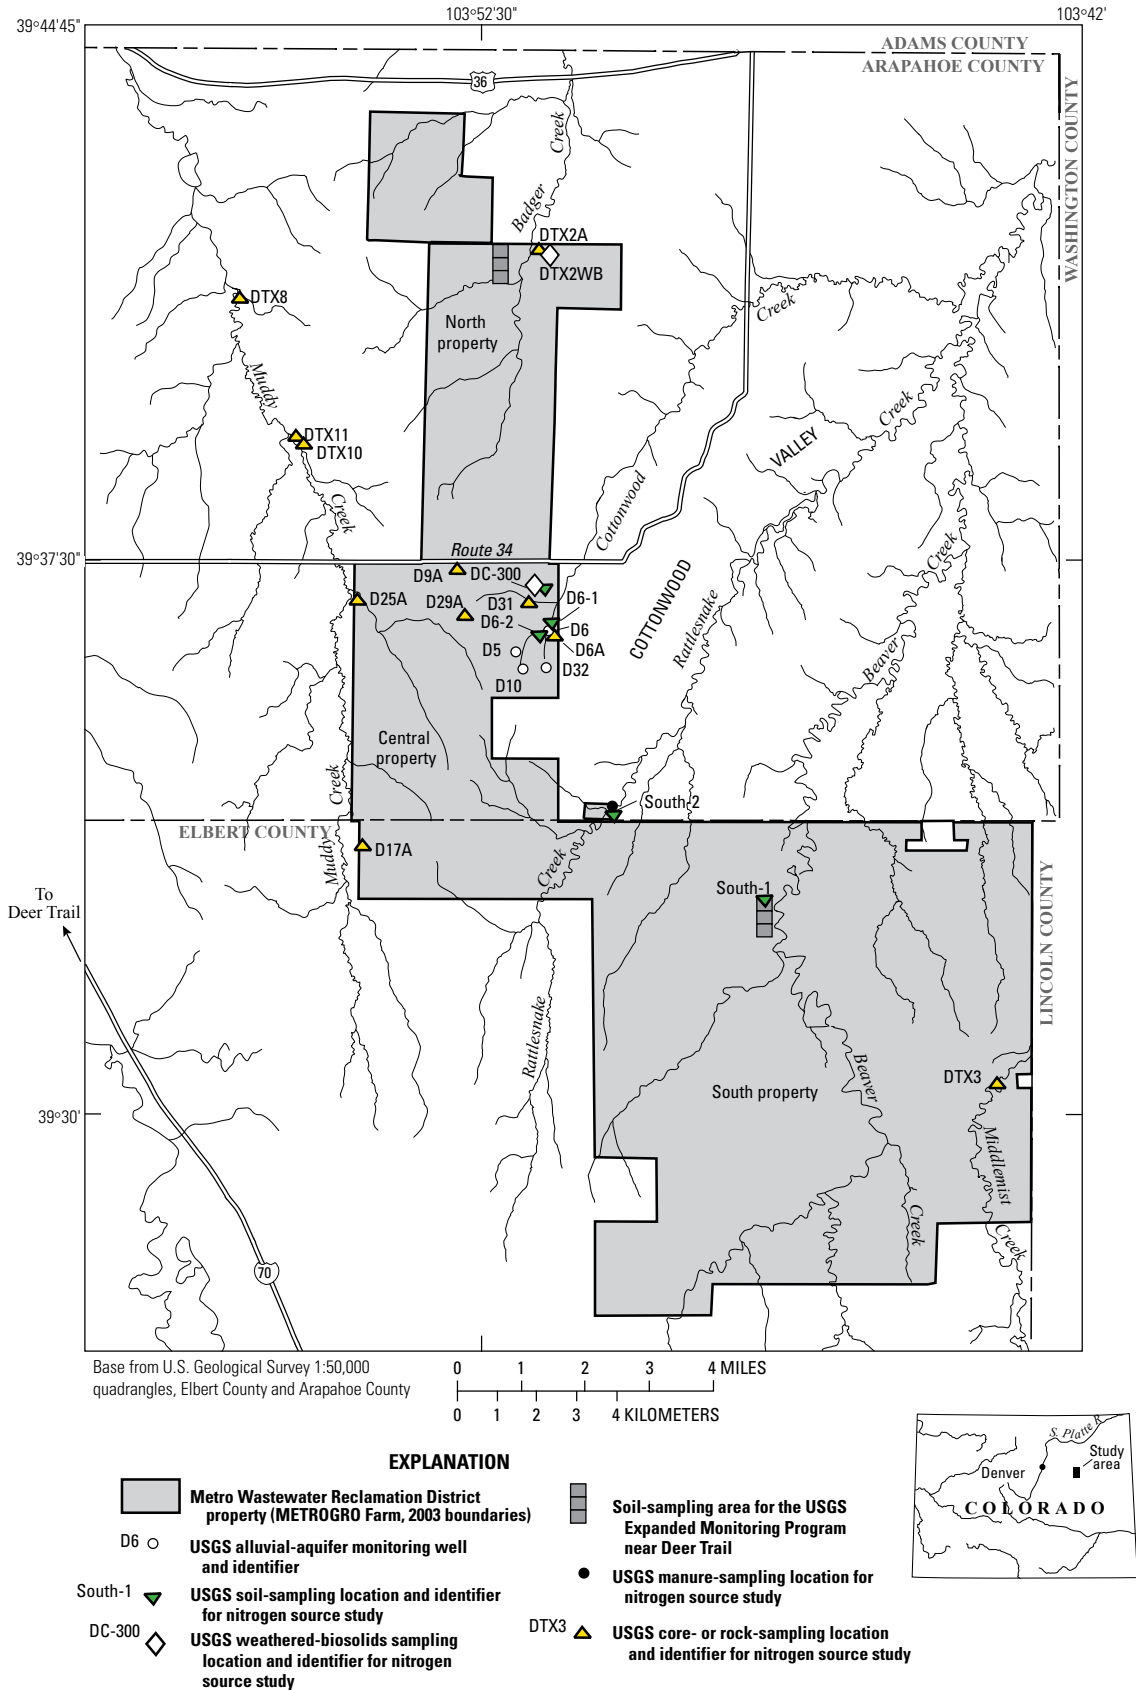 39°44'45"
103°52'30"
103°42'
ADAMS COUNTY
ARAPAHOE COUNTY
36
WASHINGTON COUNTY
Creek
Badger
DTX2A
DTX2WB
DTX8
Creek
North
property
Muddy
Creek
DTX11
DTX10
VALLEY
Creek
Cottonwood
39°37'30"
Route 34
Creek
D9A
DC-300
COTTONWOOD
D25A
D29A
D31
D6-1
D6-2
D6
D5
D6A
D32
D10
Rattlesnake
Beaver
Central
property
Creek
South-2
ELBERT COUNTY
Muddy
D17A
Creek
To
Deer Trail
South-1
LINCOLN COUNTY
Rattlesnake
Beaver
DTX3
South property
39°30'
Middlemist
Creek
Creek
70
Base from U.S. Geological Survey 1:50,000
quadrangles, Elbert County and Arapahoe County
0 1 2 3 4 MILES
0 1 2 3 4 KILOMETERS
EXPLANATION
Metro Wastewater Reclamation District
property (METROGRO Farm, 2003 boundaries)
D6
USGS alluvial-aquifer monitoring well
and identifier
South-1
USGS soil-sampling location and identifier
for nitrogen source study
DC-300
USGS weathered-biosolids sampling
location and identifier for nitrogen
source study
Soil-sampling area for the USGS
Expanded Monitoring Program
near Deer Trail
USGS manure-sampling location for
nitrogen source study
DTX3
USGS core- or rock-sampling location
and identifier for nitrogen source study
S. Platte R
Study
area
Denver
COLORADO